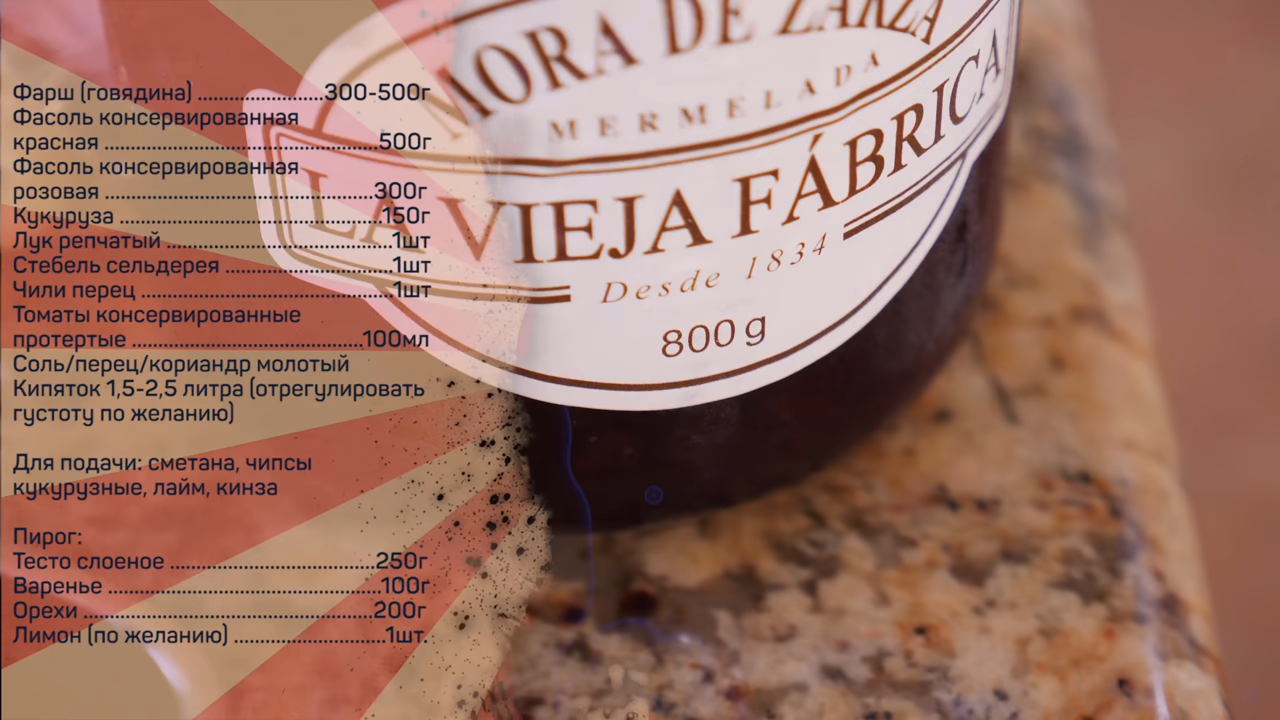 Фарш (говядина) ........................300-500г
Фасоль консервированная
красная ....................................................500г
Фасоль консервированная
розовая ....................................................300г
Кукуруза ...................................................150г
Лук репчатый ...........................................1шт
Стебель сельдерея ................................1шт
Чили перец ................................................1шт
Томаты консервированные
протертые .............................................100мл
Соль/перец/кориандр молотый
Кипяток 1,5-2,5 литра (отрегулировать
густоту по желанию)
Для подачи: сметана, чипсы
кукурузные, лайм, кинза
Пирог:
Тесто слоеное .......................................250г
Варенье .....................................................100г
Орехи .......................................................200г
Лимон (по желанию) .............................1шт.
MORA DE ZARZA
MERMELADA
LA VIEJA FÁBRICA
Desde 1834
800 g